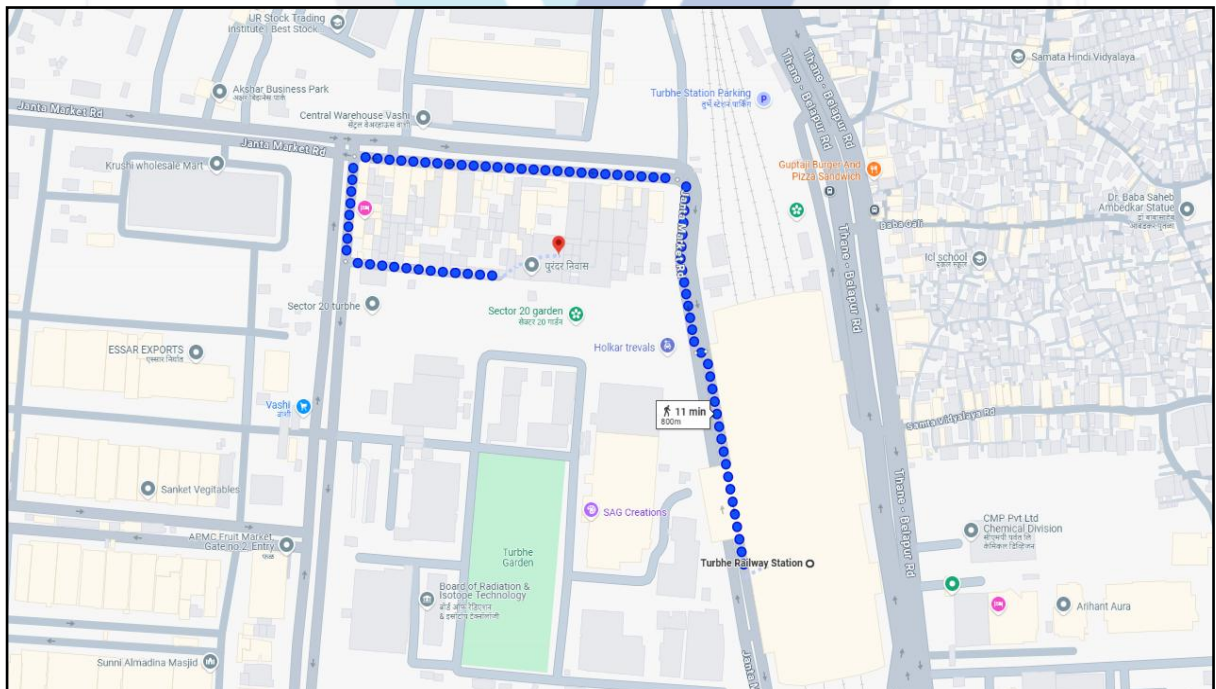 UR Stock Trading
Institute | Best Stock...
Akshar Business Park
Janta Market Rd
Central Warehouse Vashi
सेंट्रल वेअरहाऊस वाशी
Janta Market Rd
Krushi wholesale Mart
Turbhe Station Parking
तुर्भे स्टेशन पार्किंग
P
Thane - Belapur Rd
Thane - Belapur Rd
Samata Hindi Vidyalaya
Guptaji Burger And
Pizza Sandwich
Dr. Baba Saheb
Ambedkar Statue
Baba Gali
Icl school
Janta Market Rd
Thane - Belapur Rd
पुरंदर निवास
Sector 20 turbhe
Sector 20 garden
सेक्टर 20 गार्डन
Holkar trevals
ESSAR EXPORTS
एस्सार निर्यात
Vashi
वाशी
11 min
800m
Samta Vidyalaya Rd
Sanket Vegitables
SAG Creations
Thane - Belapur Rd
APMC Fruit Market,
Gate no 2, Entry
CMP Pvt Ltd
Chemical Division
Turbhe
Garden
Turbhe Railway Station
Board of Radiation &
Isotope Technology
Arihant Aura
Sunni Almadina Masjid
Janta M